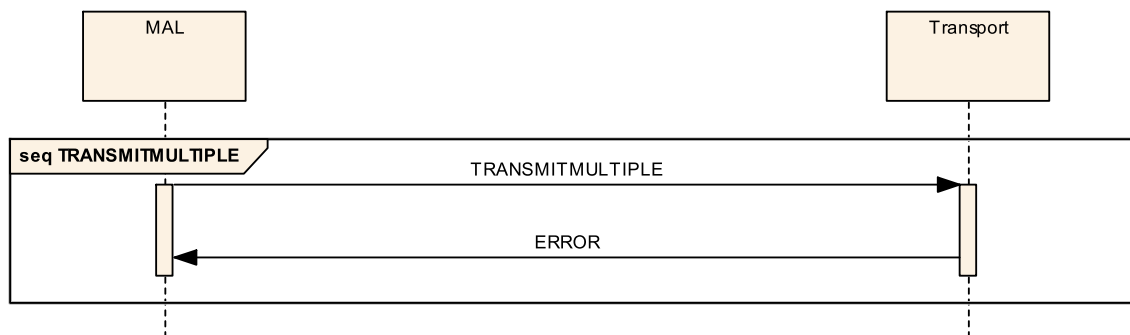 MAL
Transport
seq TRANSMITMULTIPLE
TRANSMITMULTIPLE
ERROR